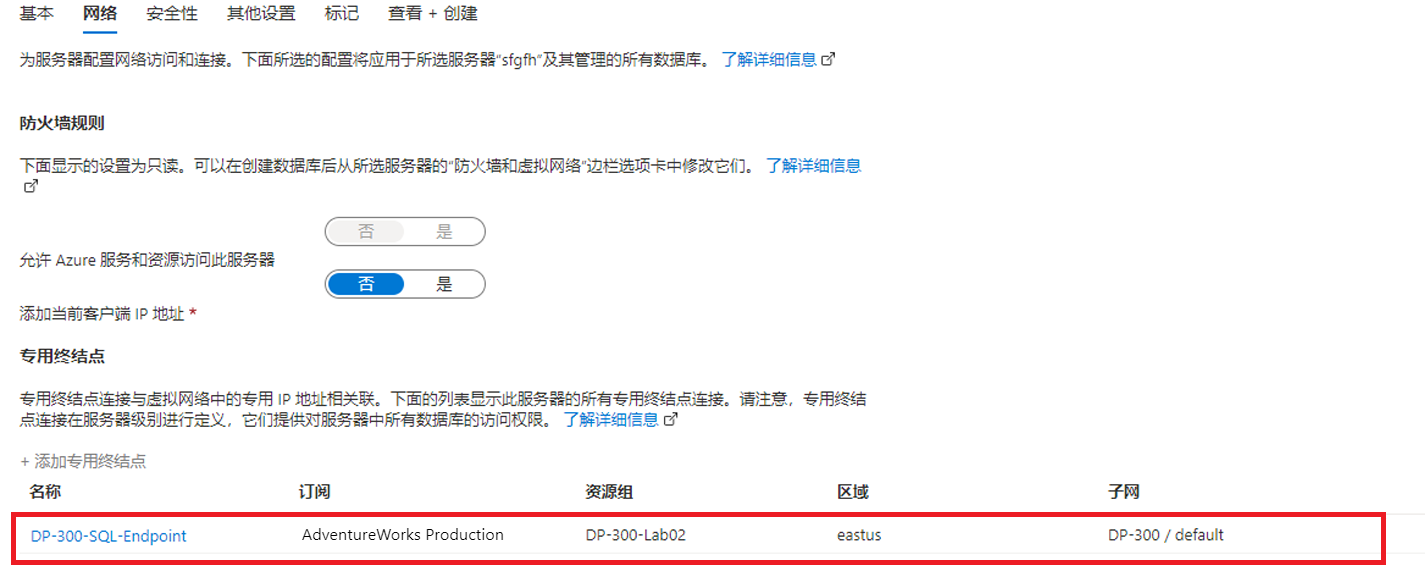 基本 网络 安全性 其他设置 标记 查看 + 创建
为服务器配置网络访问和连接。下面所选的配置将应用于所选服务器“sfgfh”及其管理的所有数据库。 了解详细信息
防火墙规则
下面显示的设置为只读。可以在创建数据库后从所选服务器的“防火墙和虚拟网络”边栏选项卡中修改它们。 了解详细信息
否 是
允许 Azure 服务和资源访问此服务器
否 是
添加当前客户端 IP 地址 *
专用终结点
专用终结点连接与虚拟网络中的专用 IP 地址相关联。下面的列表显示此服务器的所有专用终结点连接。请注意，专用终结
点连接在服务器级别进行定义，它们提供对服务器中所有数据库的访问权限。 了解详细信息
+ 添加专用终结点
名称 订阅 资源组 区域 子网
DP-300-SQL-Endpoint AdventureWorks Production DP-300-Lab02 eastus DP-300 / default